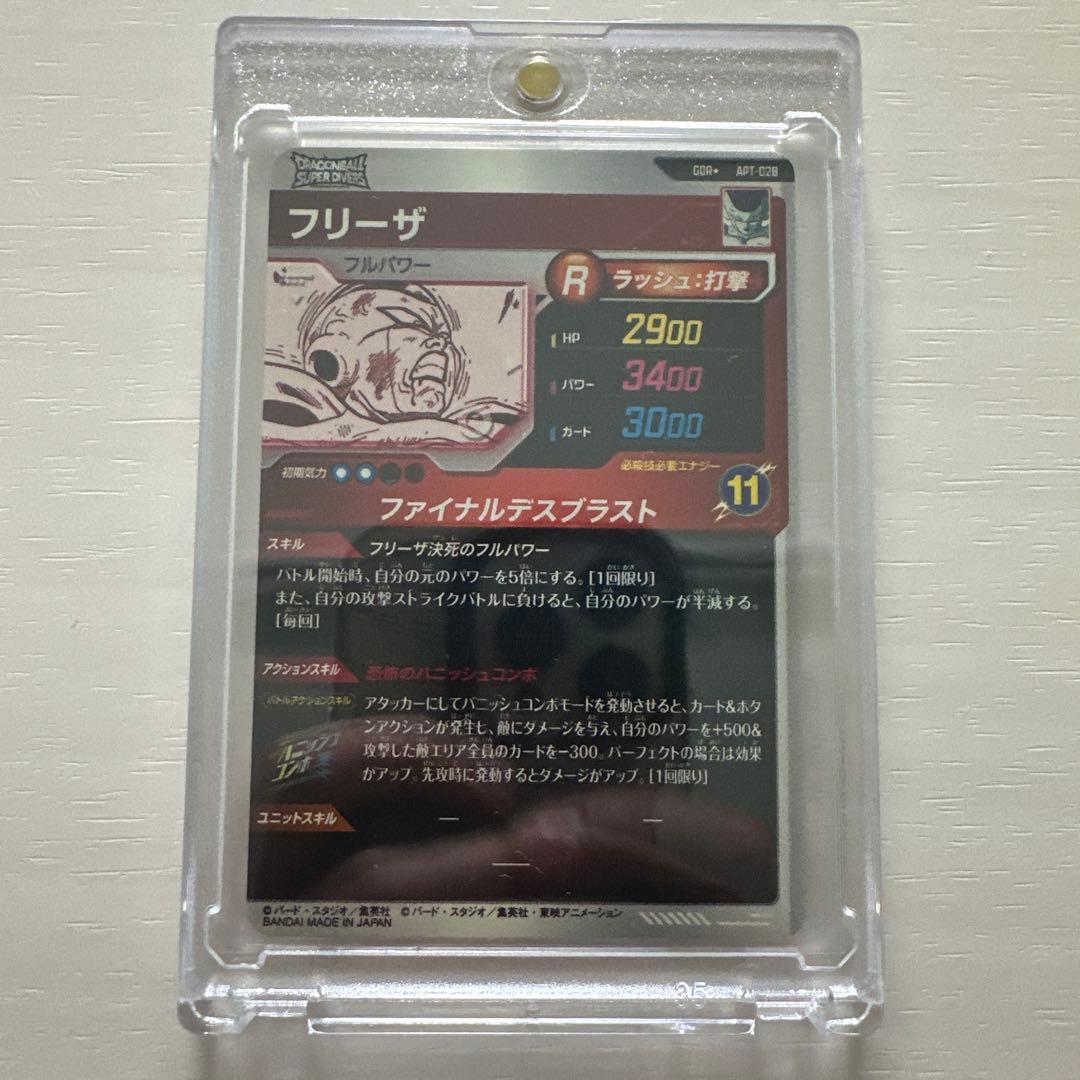 DRAGONBALL
SUPER DIVERS
GDR★ APT-028
フリーザ
フルパワー
R ラッシュ:打撃
HP 2900
パワー 3400
ガード 3000
初期気力
必殺技必要エナジー
11
ファイナルデスブラスト
スキル フリーザ決死のフルパワー
バトル開始時、自分の元のパワーを5倍にする。[1回限り]
また、自分の攻撃ストライクバトルに負けると、自分のパワーが半減する。
[毎回]
アクションスキル 恐怖のバニッシュコンボ
バトルアクションスキル
アタッカーにしてバニッシュコンボモードを発動させると、カード&ボタ
ンアクションが発生し、敵にダメージを与え、自分のパワーを+500&
攻撃した敵エリア全員のガードを-300。パーフェクトの場合は効果
がアップ。先攻時に発動するとダメージがアップ。[1回限り]
バニッシュ
コンボ
ユニットスキル — —
—
©バード・スタジオ/集英社 ©バード・スタジオ/集英社・東映アニメーション
BANDAI MADE IN JAPAN
35